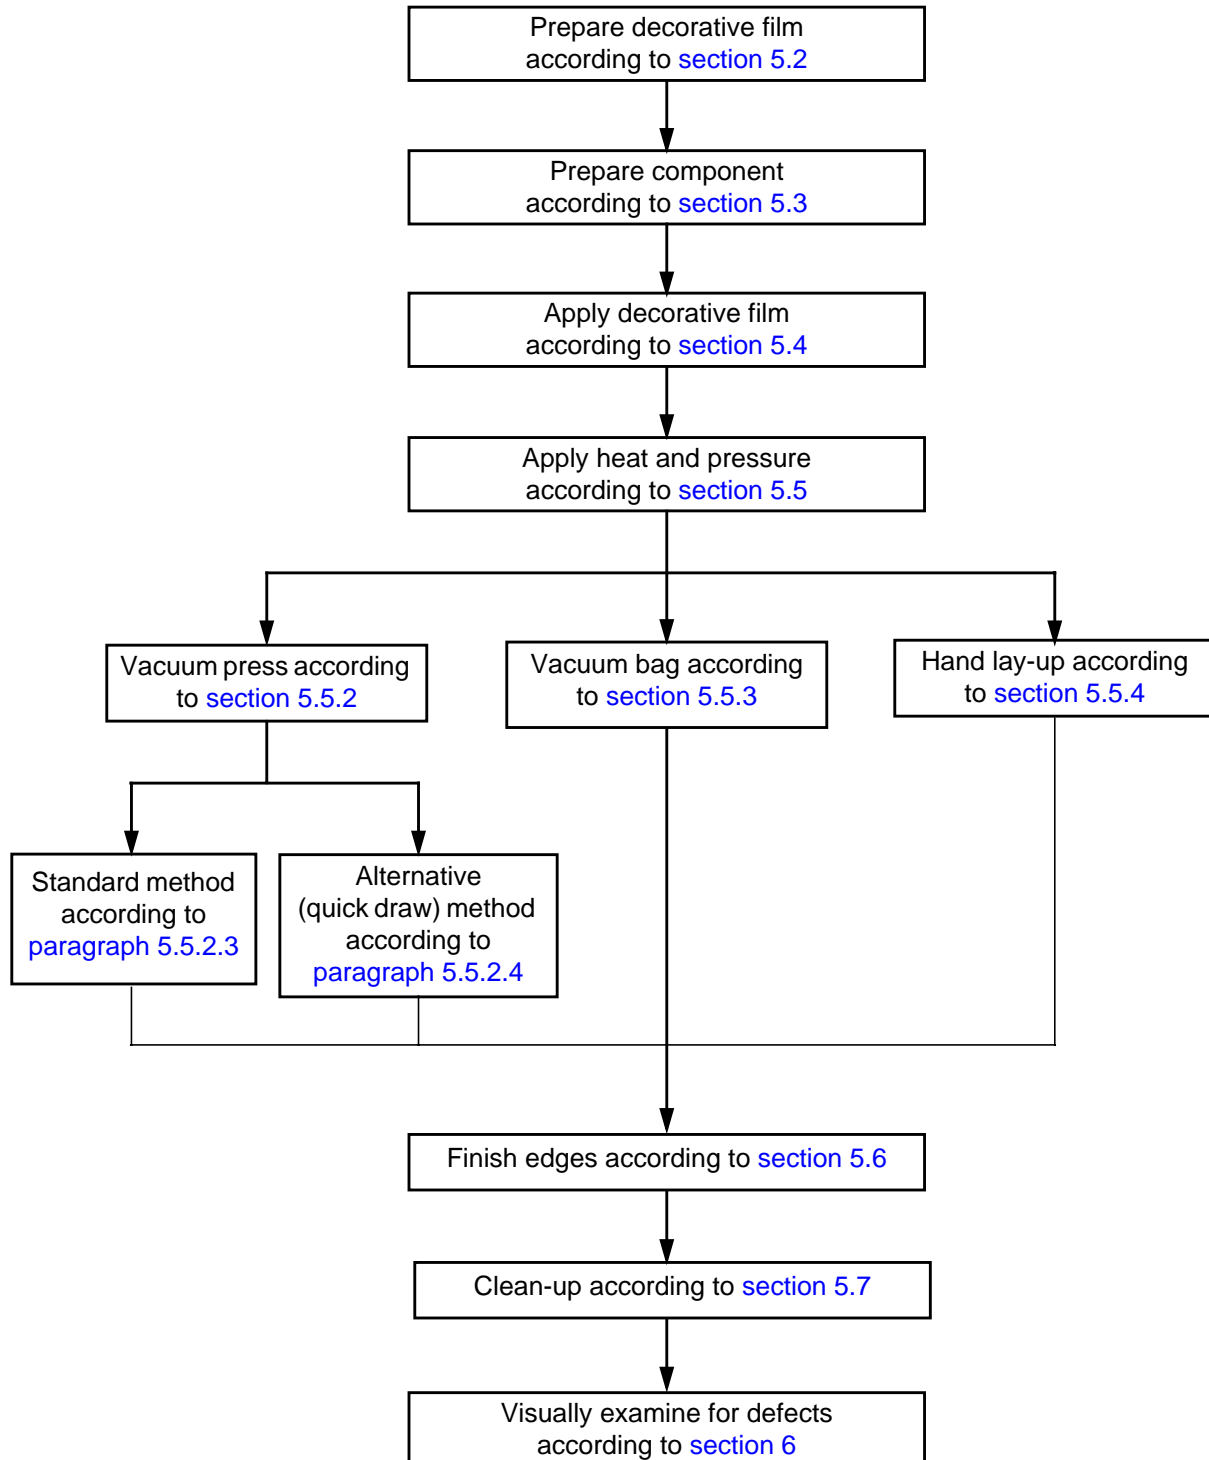 Prepare decorative film
according to section 5.2
Prepare component
according to section 5.3
Apply decorative film
according to section 5.4
Apply heat and pressure
according to section 5.5
Vacuum press according
to section 5.5.2
Vacuum bag according
to section 5.5.3
Hand lay-up according
to section 5.5.4
Standard method
according to
paragraph 5.5.2.3
Alternative
(quick draw) method
according to
paragraph 5.5.2.4
Finish edges according to section 5.6
Clean-up according to section 5.7
Visually examine for defects
according to section 6